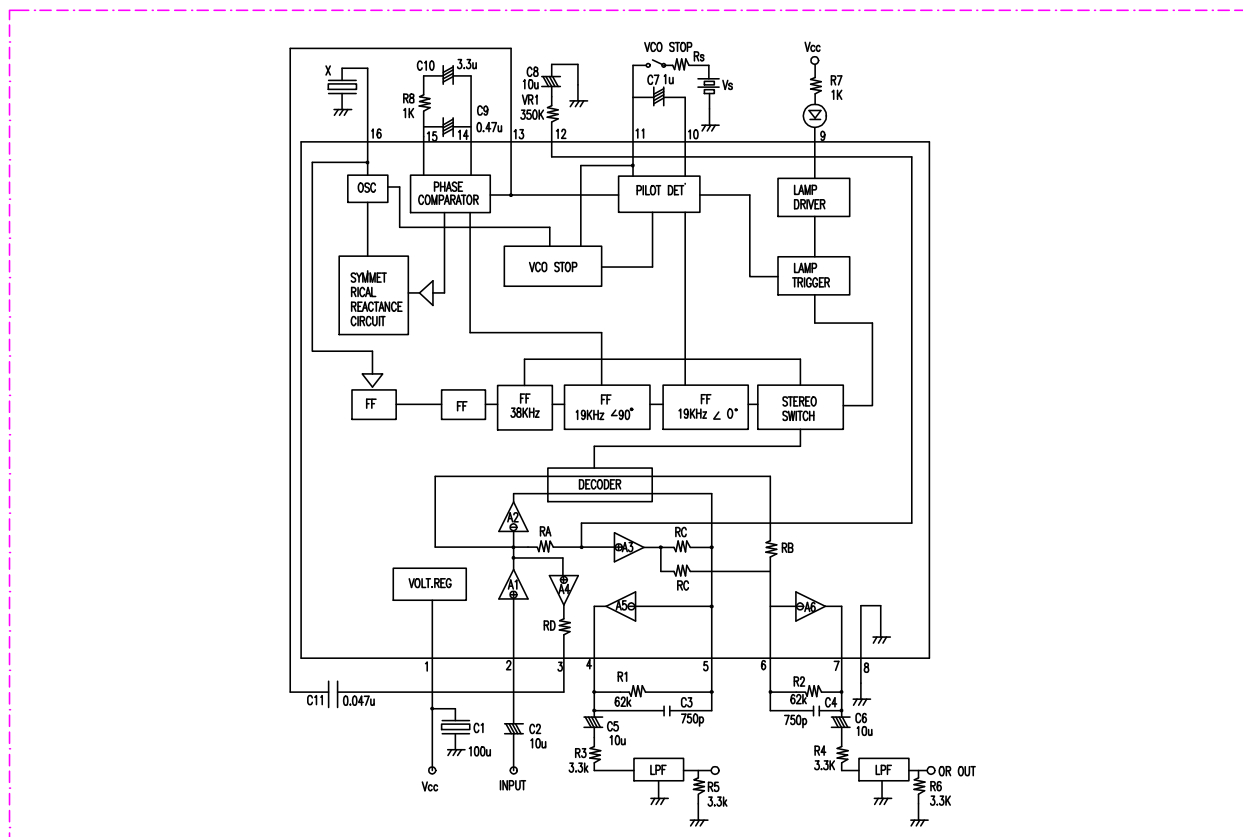 VCO STOP
Rs
Vcc
X
C10
3.3u
C8
10u
C7 1u
Vs
R7
1K
R8
1K
C9
0.47u
VR1
350K
16
15
14
13
12
11
10
9
OSC
PHASE
COMPARATOR
PILOT DET'
LAMP
DRIVER
VCO STOP
LAMP
TRIGGER
SYMMET
RICAL
REACTANCE
CIRCUIT
FF
FF
FF
38KHz
FF
19KHz ∠90°
FF
19KHz ∠ 0°
STEREO
SWITCH
DECODER
A2
⊖
RA
⊕A3
RC
RC
RB
VOLT.REG
A1
⊕
⊕
A4
A5⊖
⊖A6
RD
1
2
3
4
5
6
7
8
C11
0.047u
R1
62k
C3
750p
R2
62k
C4
750p
C1
100u
C2
10u
C5
10u
C6
10u
R3
3.3k
R4
3.3K
LPF
LPF
OR OUT
R5
3.3k
R6
3.3K
Vcc
INPUT